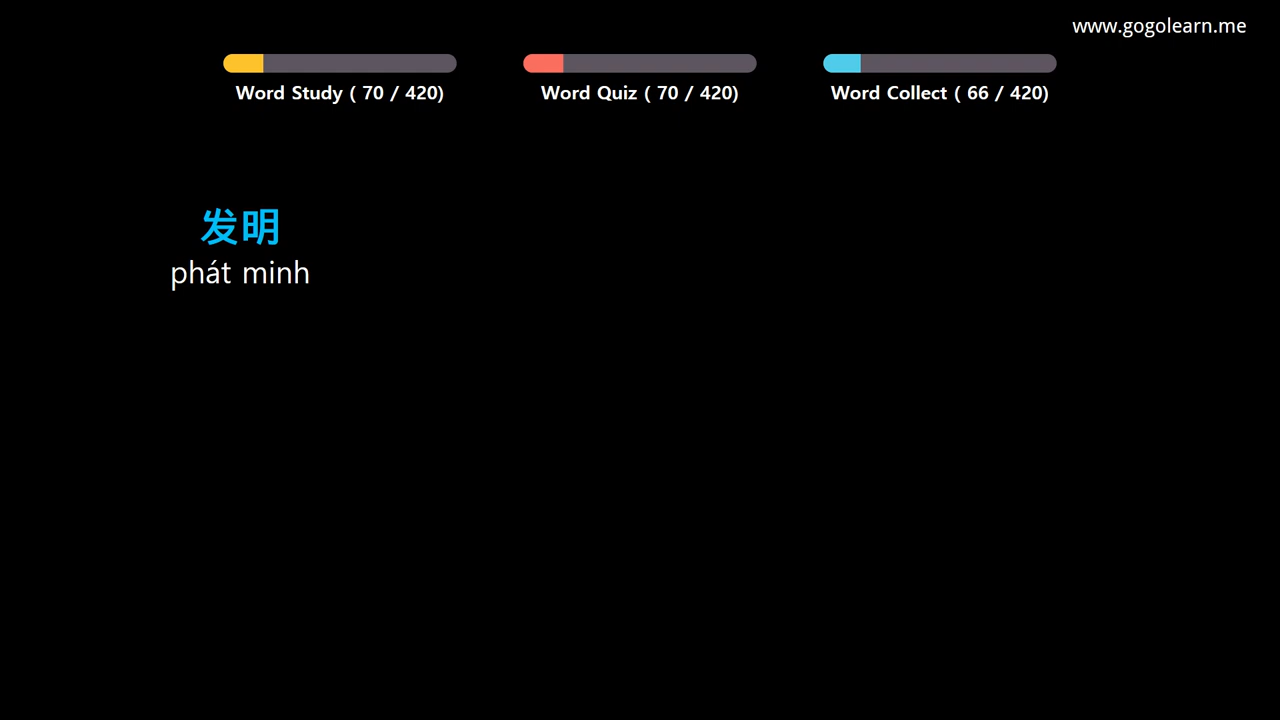 www.gogolearn.me
Word Study ( 70 / 420)
Word Quiz ( 70 / 420)
Word Collect ( 66 / 420)
发明
phát minh